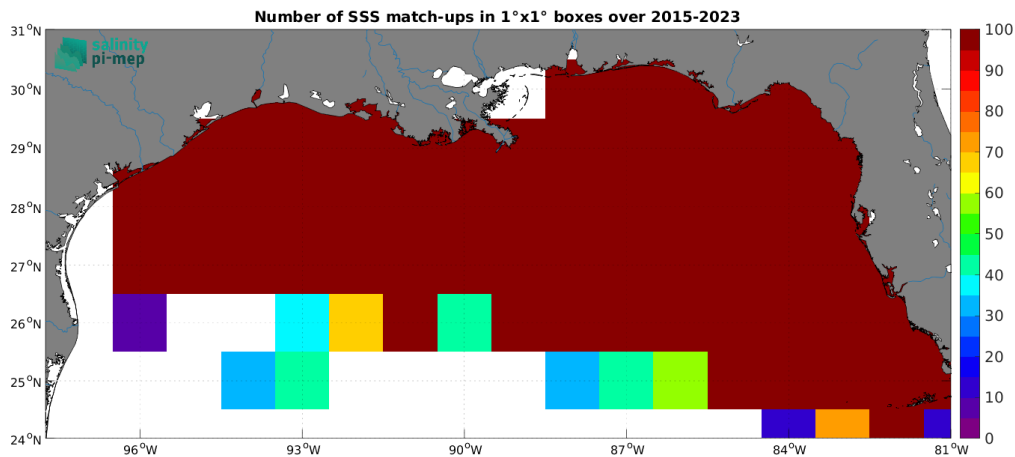 Number of SSS match-ups in 1°x1° boxes over 2015-2023
salinity
pi-mep
31°N
30°N
29°N
28°N
27°N
26°N
25°N
24°N
96°W
93°W
90°W
87°W
84°W
81°W
100
90
80
70
60
50
40
30
20
10
0